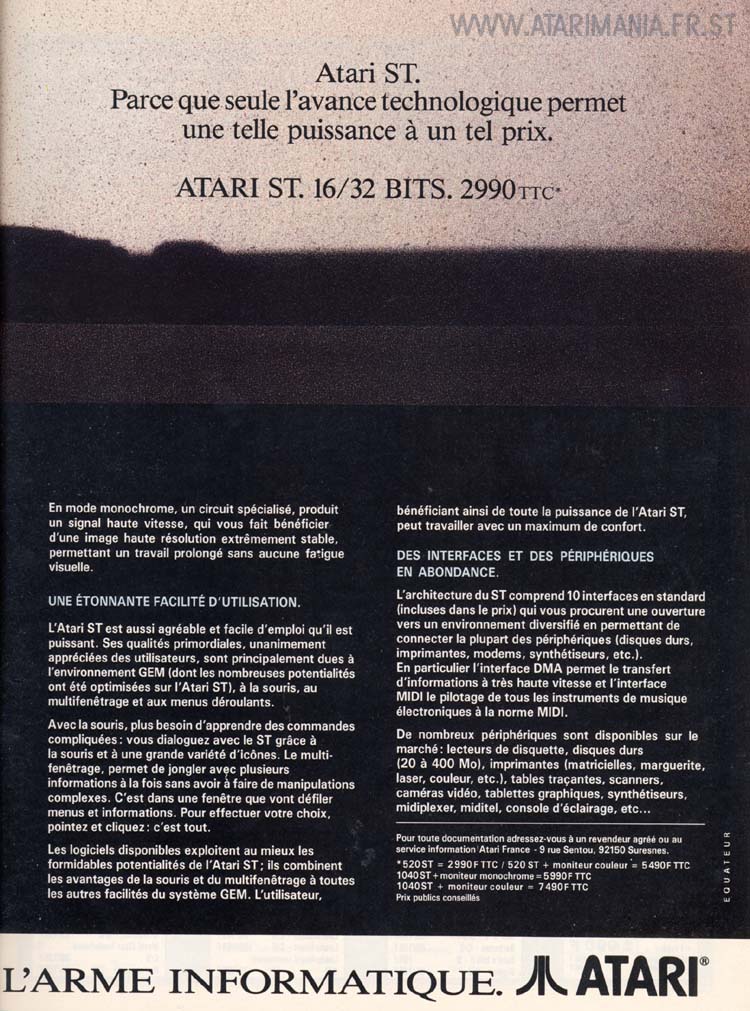 WWW.ATARIMANIA.FR.ST
Atari ST.
Parce que seule l'avance technologique permet
une telle puissance à un tel prix.
ATARI ST. 16/32 BITS. 2990 TTC*
En mode monochrome, un circuit spécialisé, produit
un signal haute vitesse, qui vous fait bénéficier
d'une image haute résolution extrêmement stable,
permettant un travail prolongé sans aucune fatigue
visuelle.
UNE ÉTONNANTE FACILITÉ D'UTILISATION.
L'Atari ST est aussi agréable et facile d'emploi qu'il est
puissant. Ses qualités primordiales, unanimement
appréciées des utilisateurs, sont principalement dues à
l'environnement GEM (dont les nombreuses potentialités
ont été optimisées sur l'Atari ST), à la souris, au
multifenêtrage et aux menus déroulants.
Avec la souris, plus besoin d'apprendre des commandes
compliquées : vous dialoguez avec le ST grâce à
la souris et à une grande variété d'icônes. Le multi-
fenêtrage, permet de jongler avec plusieurs
informations à la fois sans avoir à faire de manipulations
complexes. C'est dans une fenêtre que vont défiler
menus et informations. Pour effectuer votre choix,
pointez et cliquez : c'est tout.
Les logiciels disponibles exploitent au mieux les
formidables potentialités de l'Atari ST ; ils combinent
les avantages de la souris et du multifenêtrage à toutes
les autres facilités du système GEM. L'utilisateur,
bénéficiant ainsi de toute la puissance de l'Atari ST,
peut travailler avec un maximum de confort.
DES INTERFACES ET DES PÉRIPHÉRIQUES
EN ABONDANCE.
L'architecture du ST comprend 10 interfaces en standard
(incluses dans le prix) qui vous procurent une ouverture
vers un environnement diversifié en permettant de
connecter la plupart des périphériques (disques durs,
imprimantes, modems, synthétiseurs, etc.).
En particulier l'interface DMA permet le transfert
d'informations à très haute vitesse et l'interface
MIDI le pilotage de tous les instruments de musique
électroniques à la norme MIDI.
De nombreux périphériques sont disponibles sur le
marché : lecteurs de disquette, disques durs
(20 à 400 Mo), imprimantes (matricielles, marguerite,
laser, couleur, etc.), tables traçantes, scanners,
caméras vidéo, tablettes graphiques, synthétiseurs,
midiplexer, miditel, console d'éclairage, etc...
Pour toute documentation adressez-vous à un revendeur agréé ou au
service information Atari France - 9 rue Sentou, 92150 Suresnes.
*520 ST = 2990 F TTC / 520 ST + moniteur couleur = 5490F TTC
1040 ST + moniteur monochrome = 5990 F TTC
1040 ST + moniteur couleur = 7490 F TTC
Prix publics conseillés
EQUATEUR
L'ARME INFORMATIQUE. ATARI®